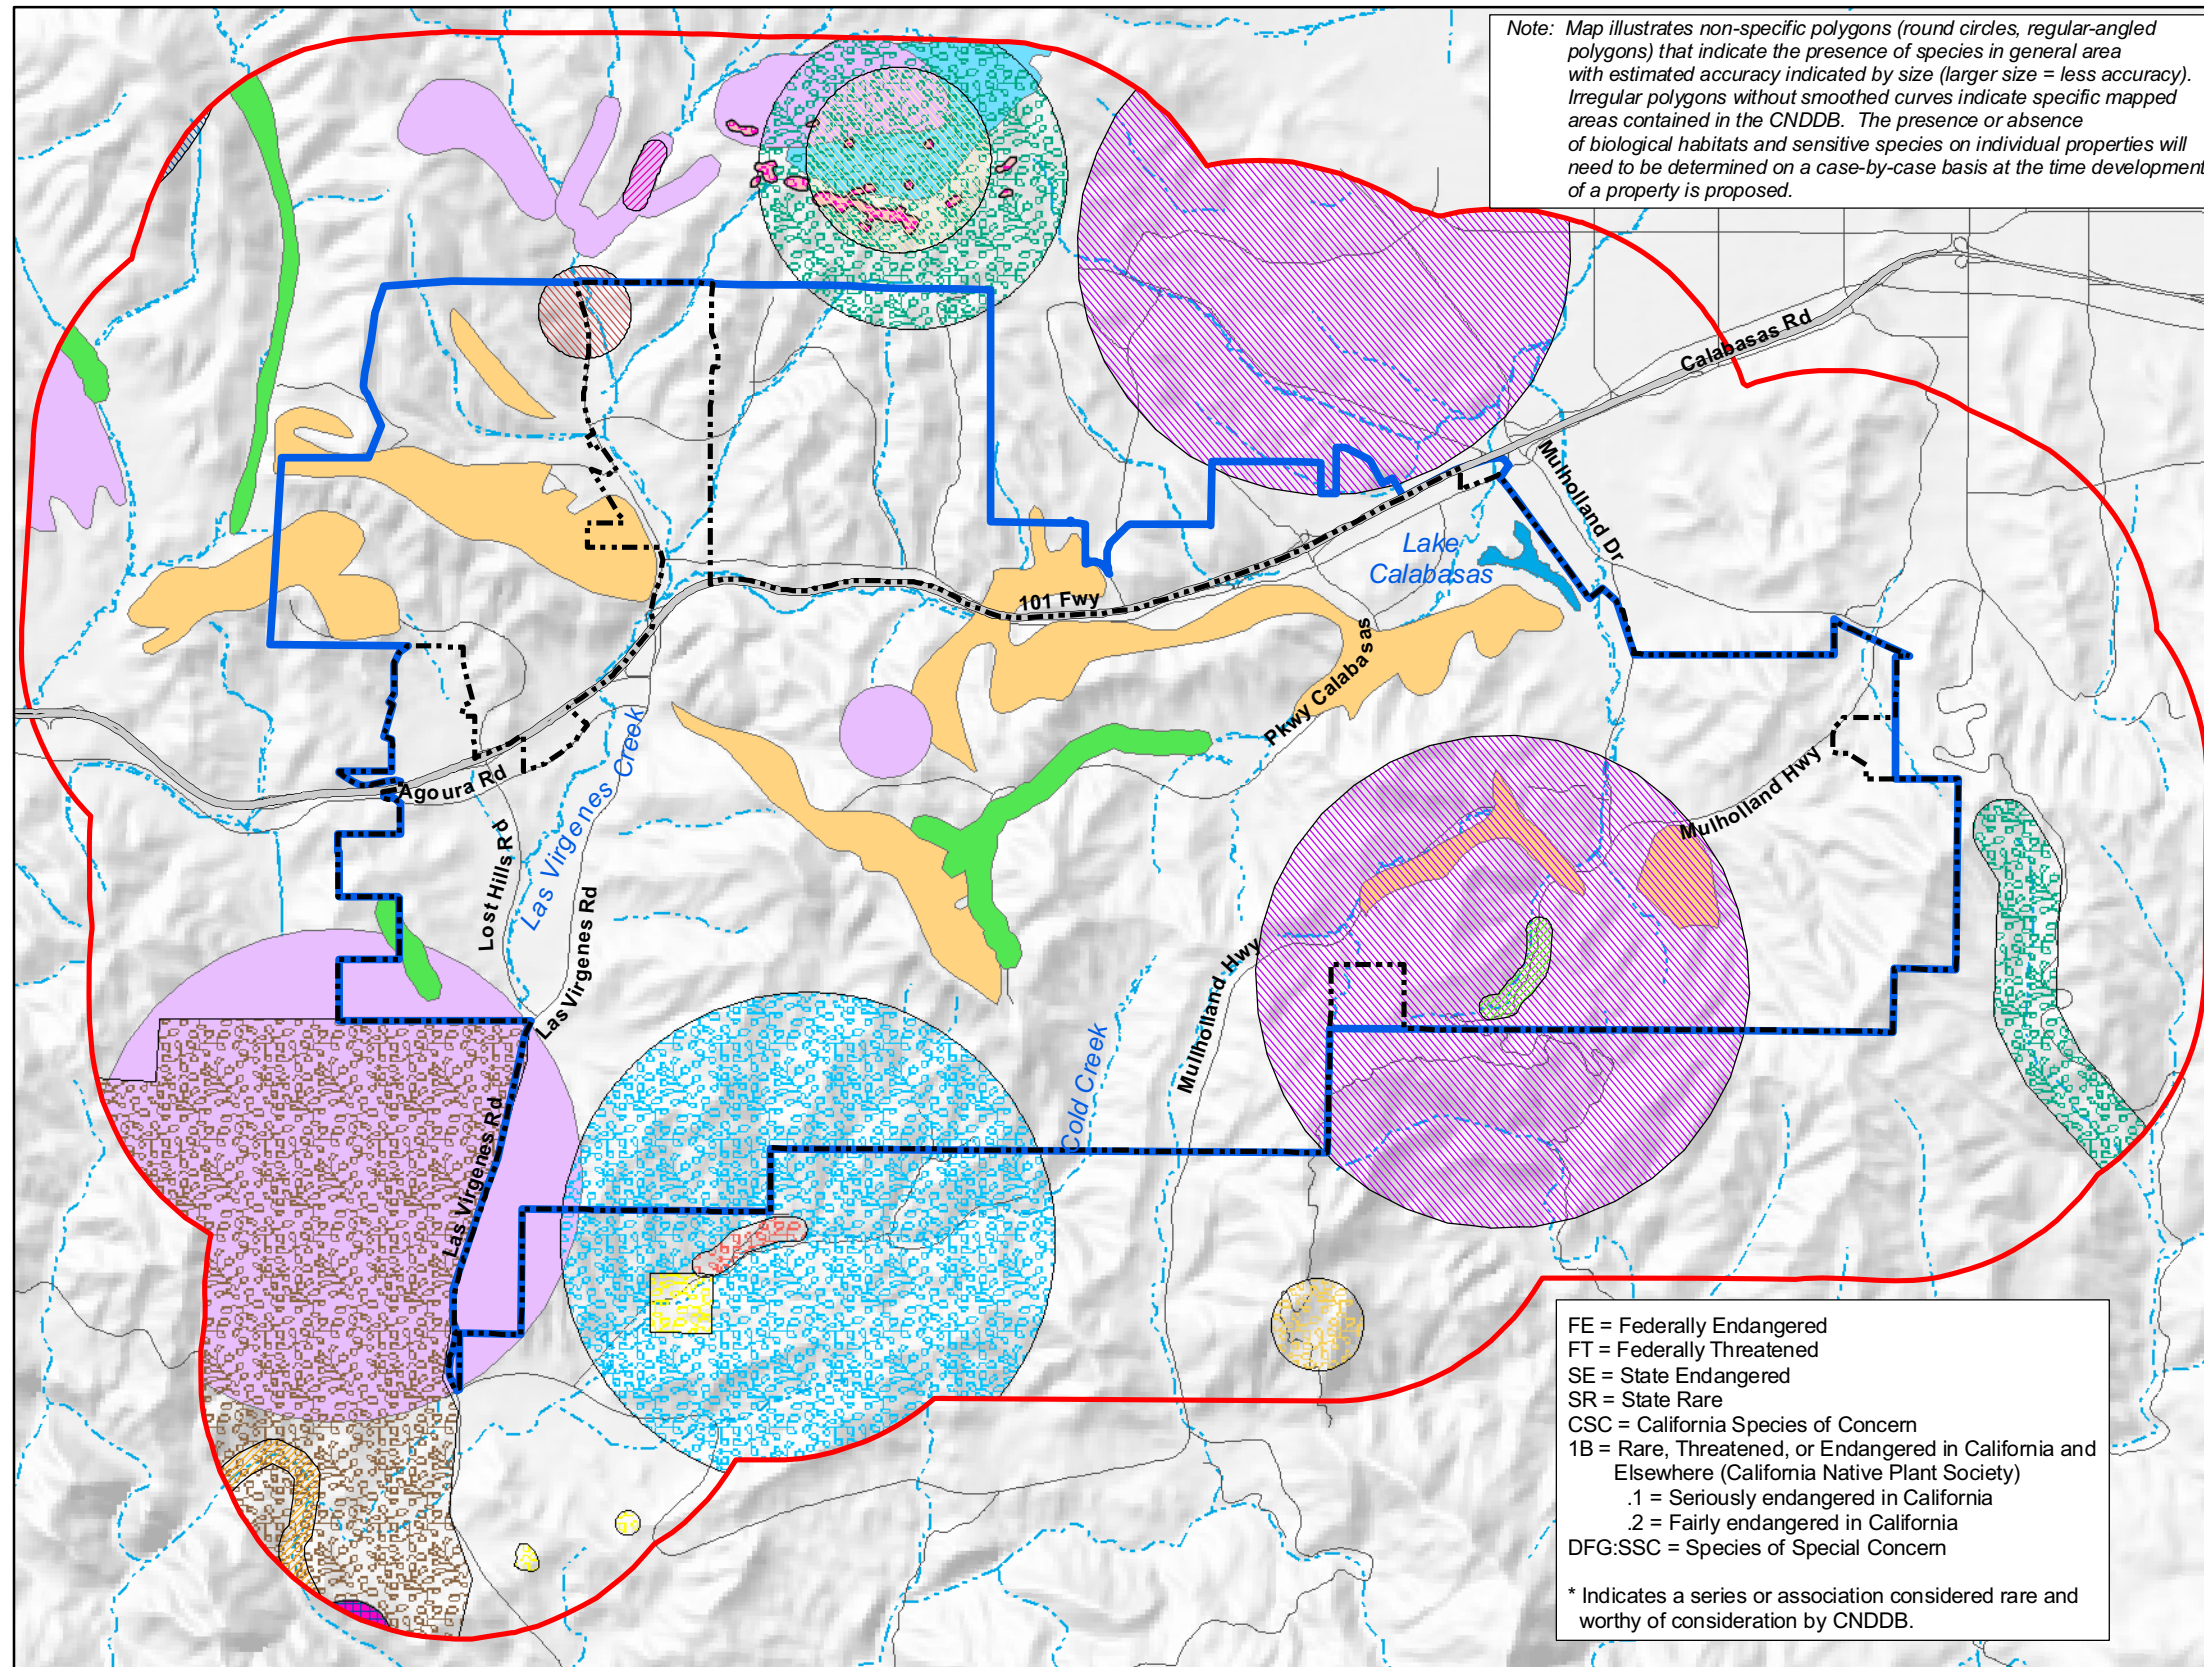 Note: Map illustrates non-specific polygons (round circles, regular-angled
polygons) that indicate the presence of species in general area
with estimated accuracy indicated by size (larger size = less accuracy).
Irregular polygons without smoothed curves indicate specific mapped
areas contained in the CNDDB. The presence or absence
of biological habitats and sensitive species on individual properties will
need to be determined on a case-by-case basis at the time development
of a property is proposed.
Calabasas Rd
Mulholland Dr
Lake
Calabasas
101 Fwy
Pkwy Calabasas
Agoura Rd
Las Virgenes Creek
Lost Hills Rd
Las Virgenes Rd
Mulholland Hwy
Mulholland Hwy
Cold Creek
Las Virgenes Rd
FE = Federally Endangered
FT = Federally Threatened
SE = State Endangered
SR = State Rare
CSC = California Species of Concern
1B = Rare, Threatened, or Endangered in California and
Elsewhere (California Native Plant Society)
.1 = Seriously endangered in California
.2 = Fairly endangered in California
DFG:SSC = Species of Special Concern
* Indicates a series or association considered rare and
worthy of consideration by CNDDB.